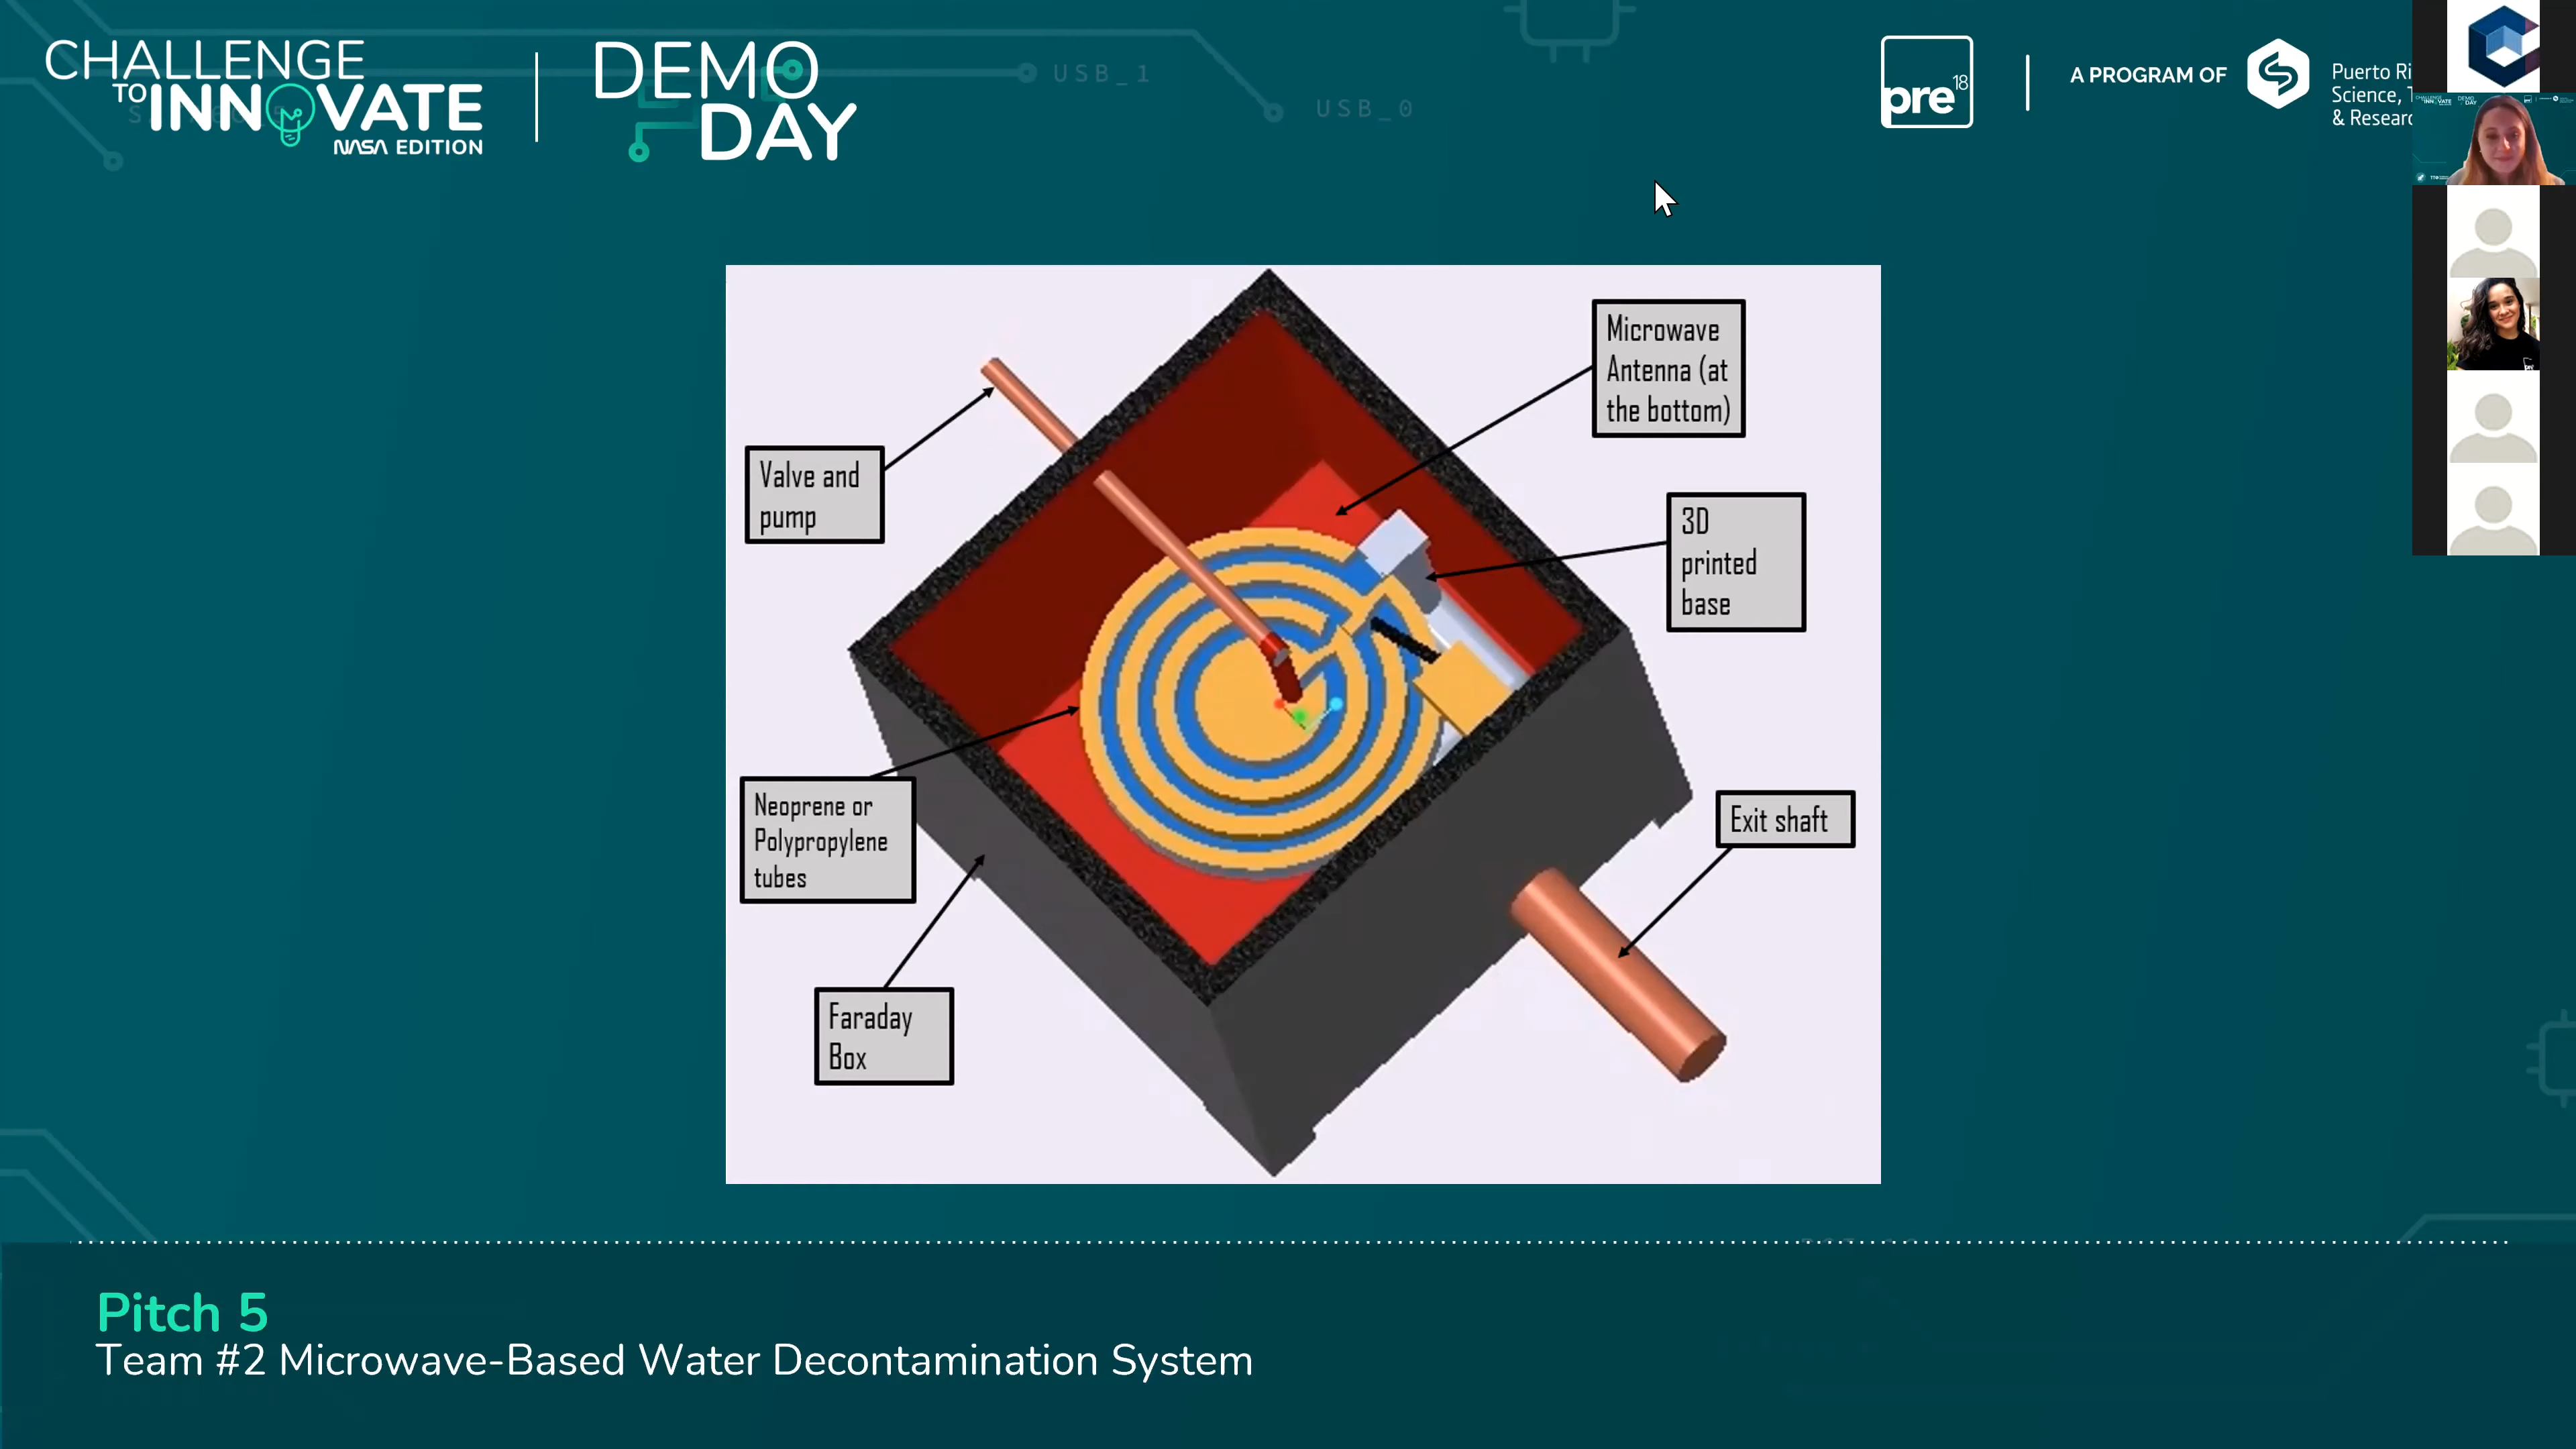 CHALLENGE
TO INNOVATE
NASA EDITION
DEMO
DAY
USB_1
USB_0
pre18
A PROGRAM OF
Puerto Ri
Science, T
& Researc
Microwave
Antenna (at
the bottom)
Valve and
pump
3D
printed
base
Neoprene or
Polypropylene
tubes
Exit shaft
Faraday
Box
Pitch 5
Team #2 Microwave-Based Water Decontamination System